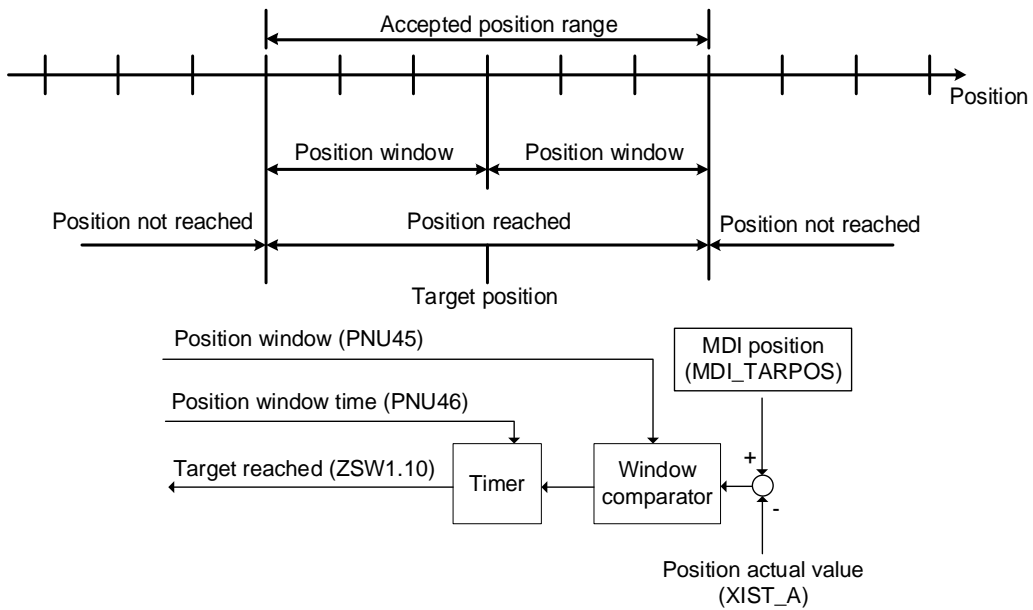 Accepted position range
Position
Position window
Position window
Position not reached
Position reached
Position not reached
Target position
Position window (PNU45)
MDI position
(MDI_TARPOS)
Position window time (PNU46)
Target reached (ZSW1.10)
Timer
Window
comparator
+
-
Position actual value
(XIST_A)